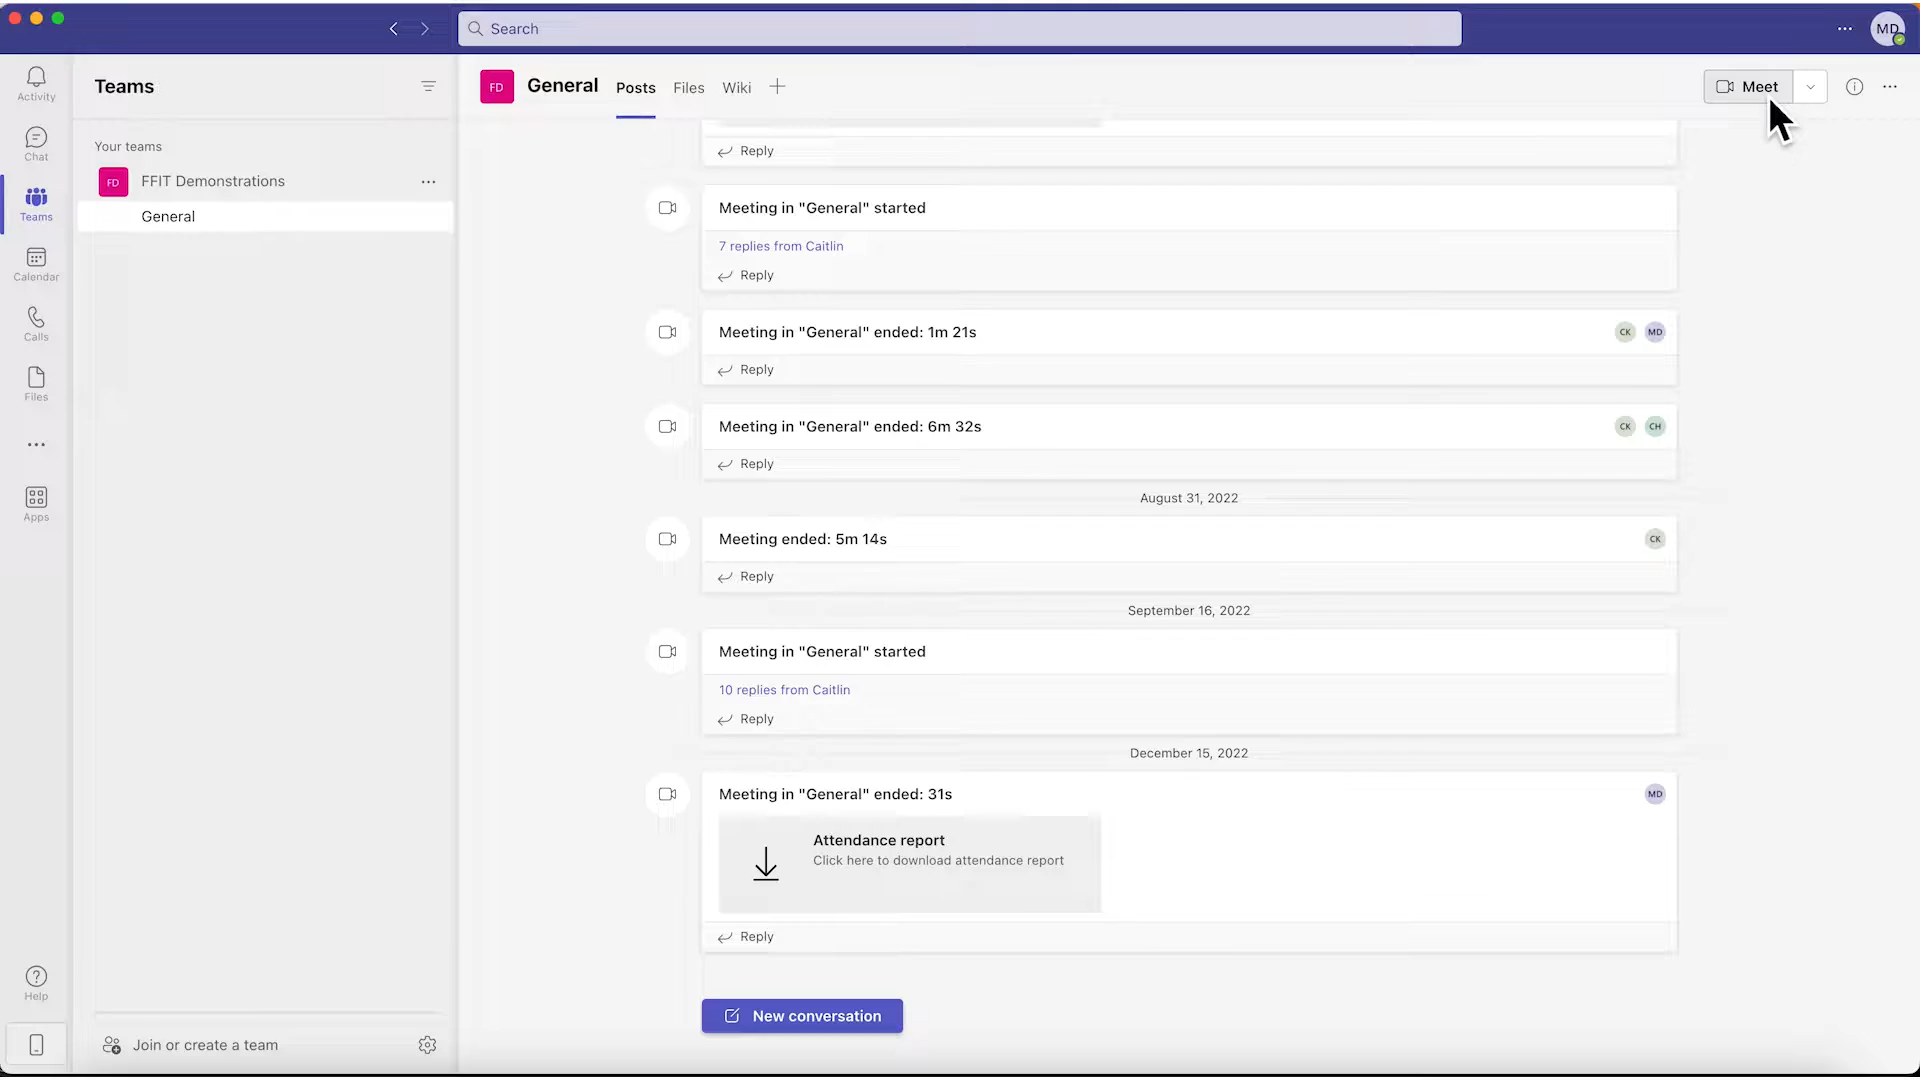 Search
MD
Activity
Chat
Teams
Calendar
Calls
Files
Apps
Help
Teams
Your teams
FD
FFIT Demonstrations
General
Join or create a team
FD
General
Posts
Files
Wiki
Meet
Reply
Meeting in "General" started
7 replies from Caitlin
Reply
Meeting in "General" ended: 1m 21s
CK MD
Reply
Meeting in "General" ended: 6m 32s
CK CH
Reply
August 31, 2022
Meeting ended: 5m 14s
CK
Reply
September 16, 2022
Meeting in "General" started
10 replies from Caitlin
Reply
December 15, 2022
Meeting in "General" ended: 31s
MD
Attendance report
Click here to download attendance report
Reply
New conversation